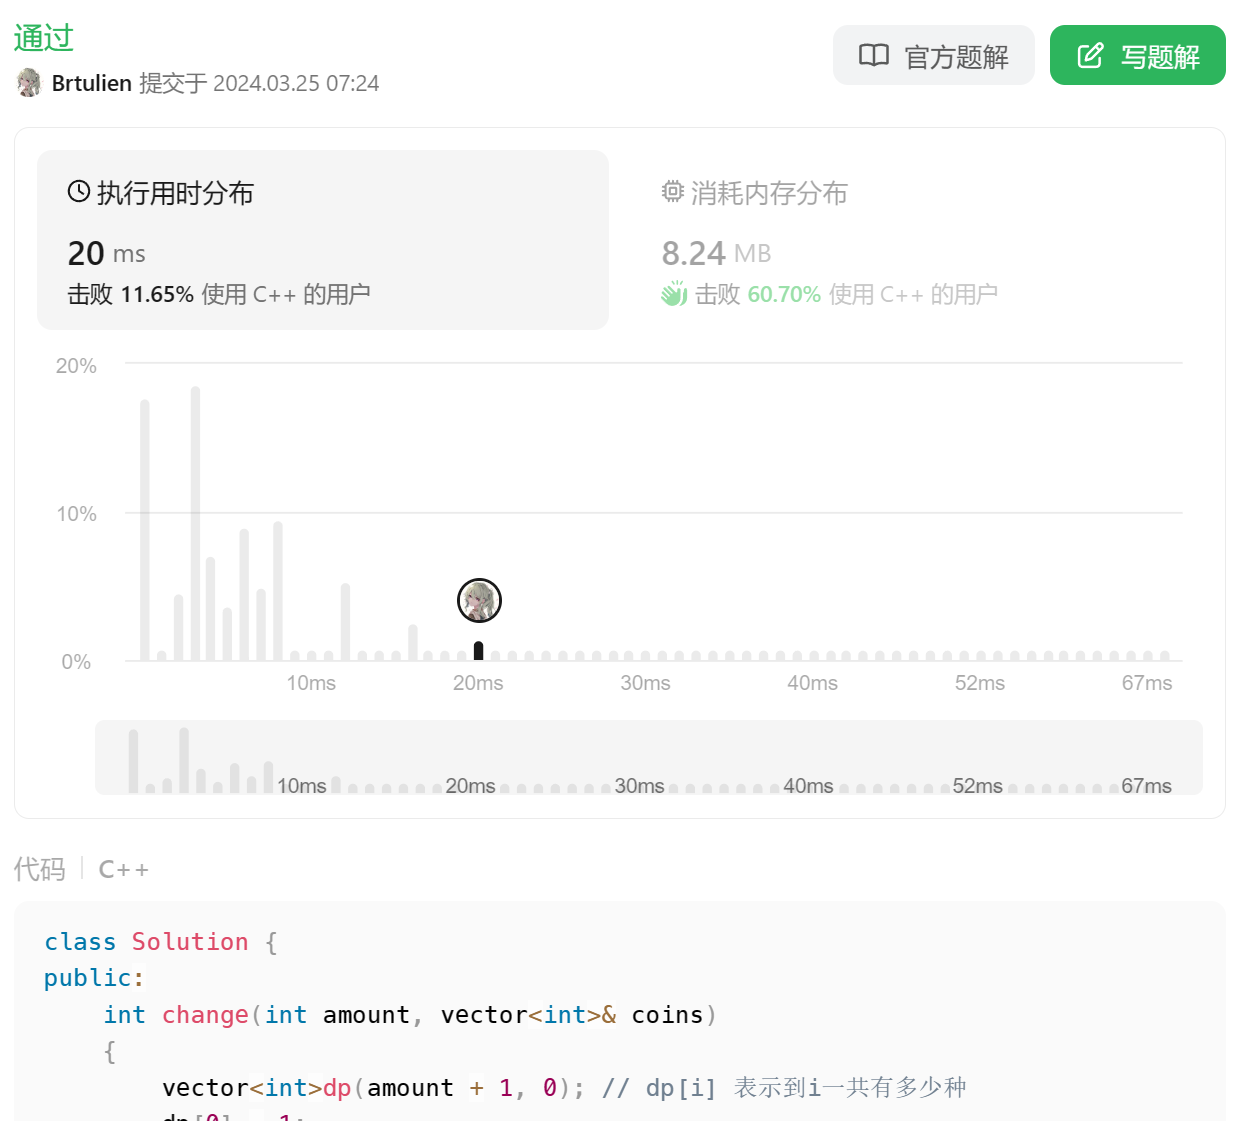 通过
Brtulien 提交于 2024.03.25 07:24
官方题解
写题解
执行用时分布
20 ms
击败 11.65% 使用 C++ 的用户
消耗内存分布
8.24 MB
击败 60.70% 使用 C++ 的用户
20%
10%
0%
10ms 20ms 30ms 40ms 52ms 67ms
10ms 20ms 30ms 40ms 52ms 67ms
代码 C++
class Solution {
public:
    int change(int amount, vector<int>& coins)
    {
        vector<int>dp(amount + 1, 0); // dp[i] 表示到i一共有多少种
        dp[0] = 1;